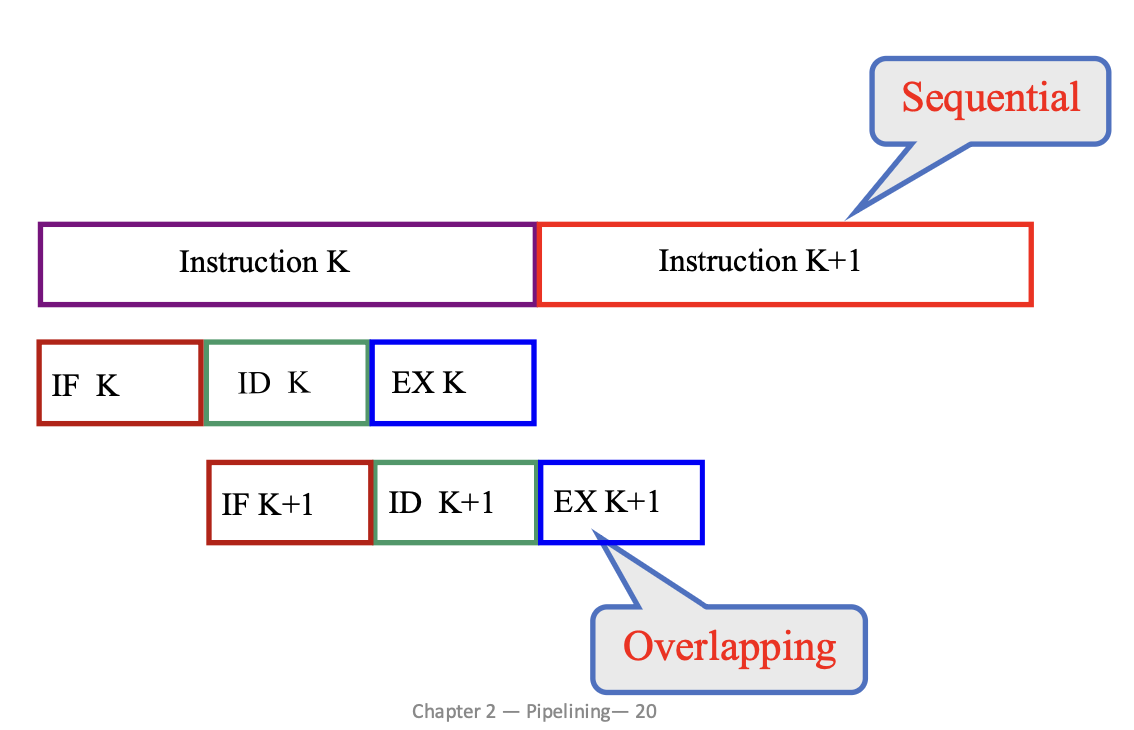 Sequential
Instruction K
Instruction K+1
IF K
ID K
EX K
IF K+1
ID K+1
EX K+1
Overlapping
Chapter 2 — Pipelining— 20